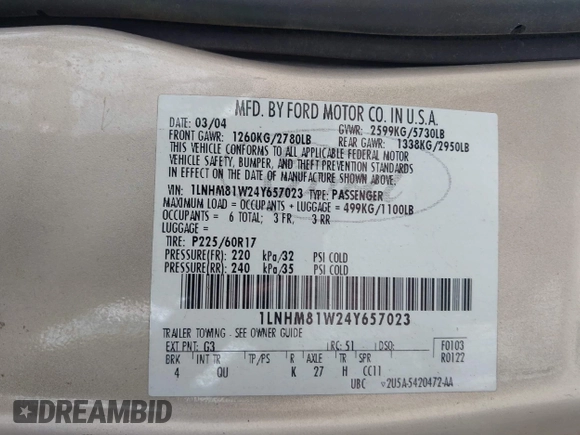 MFD. BY FORD MOTOR CO. IN U.S.A.
DATE: 03/04 GVWR: 2599KG/5730LB
FRONT GAWR: 1260KG/2780LB REAR GAWR: 1338KG/2950LB
THIS VEHICLE CONFORMS TO ALL APPLICABLE FEDERAL MOTOR
VEHICLE SAFETY, BUMPER, AND THEFT PREVENTION STANDARDS
IN EFFECT ON THE DATE OF MANUFACTURE SHOWN ABOVE.
VIN: 1LNHM81W24Y657023 TYPE: PASSENGER
MAXIMUM LOAD = OCCUPANTS + LUGGAGE = 499KG/1100LB
OCCUPANTS = 6 TOTAL; 3 FR, 3 RR
LUGGAGE =
TIRE: P225/60R17
PRESSURE(FR): 220 kPa/32 PSI COLD
PRESSURE(RR): 240 kPa/35 PSI COLD
1LNHM81W24Y657023
TRAILER TOWING - SEE OWNER GUIDE
EXT PNT: G3 RC: 51 DSO: F0103
BRK INT TR TP/PS R AXLE TR SPR R0122
4 QU K 27 H CC11
UBC 2U5A-5420472-AA
DREAMBID